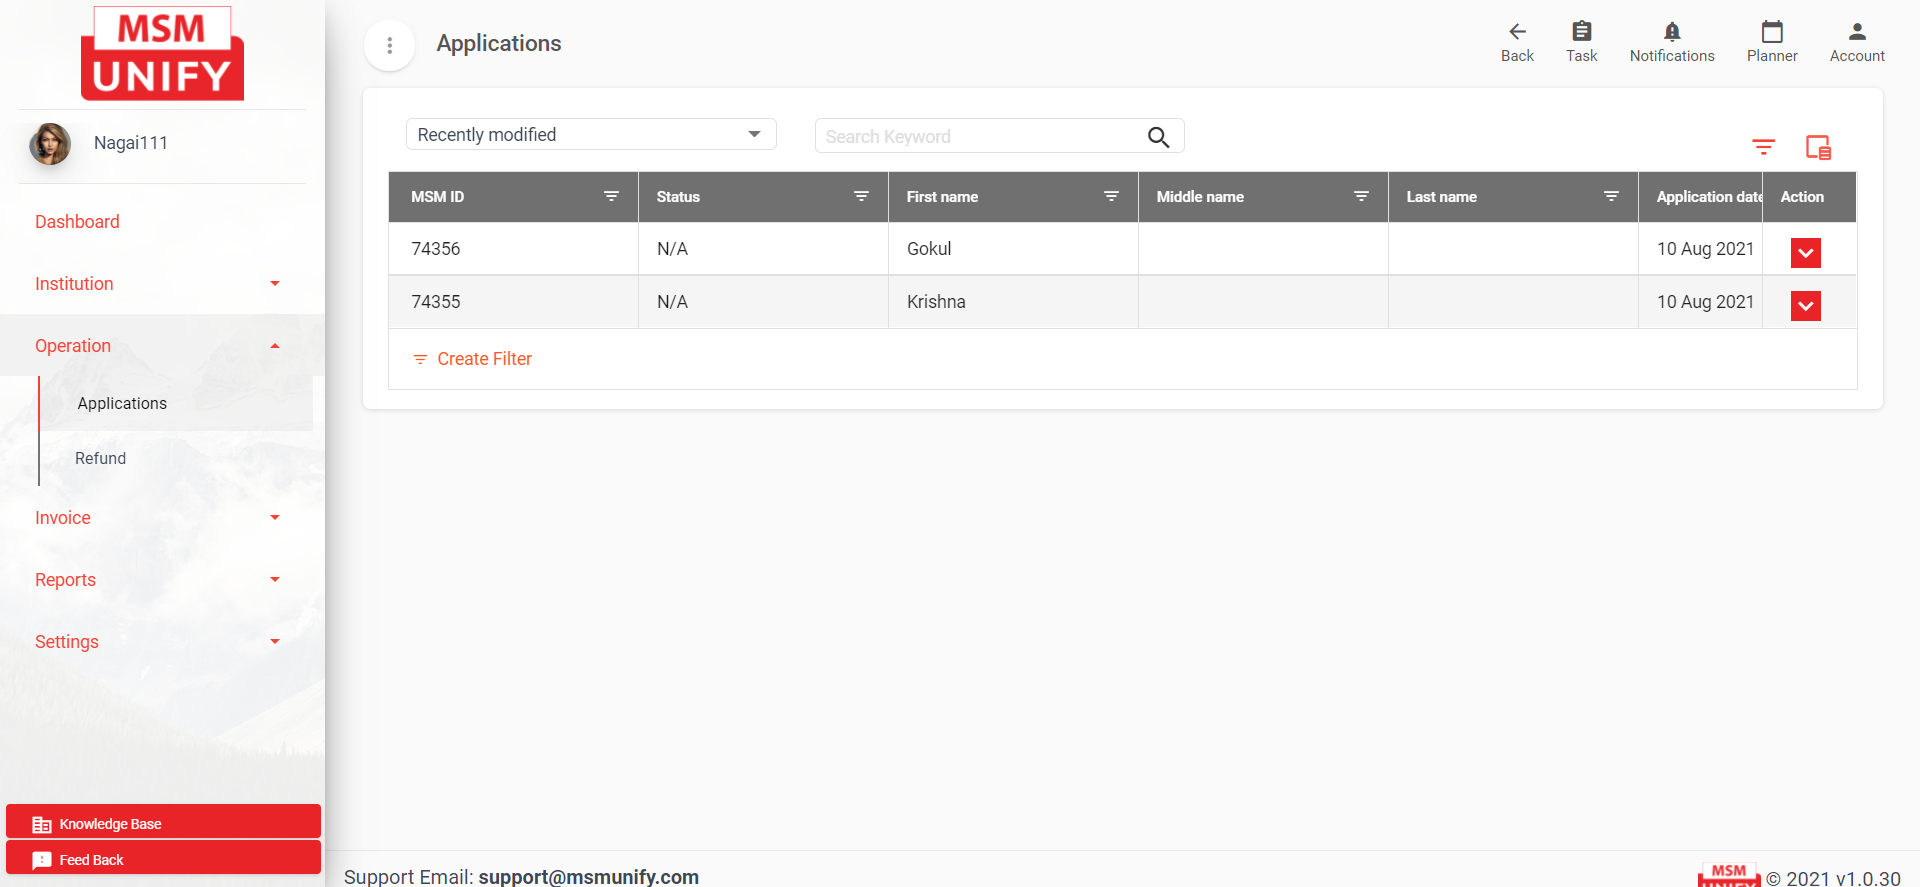 MSM
UNIFY
Nagai111
Dashboard
Institution
Operation
Applications
Refund
Invoice
Reports
Settings
Knowledge Base
Feed Back
Applications
Back
Task
Notifications
Planner
Account
Recently modified
Search Keyword
MSM ID Status First name Middle name Last name Application date Action
74356 N/A Gokul 10 Aug 2021
74355 N/A Krishna 10 Aug 2021
Create Filter
Support Email: support@msmunify.com
MSM
UNIFY
© 2021 v1.0.30